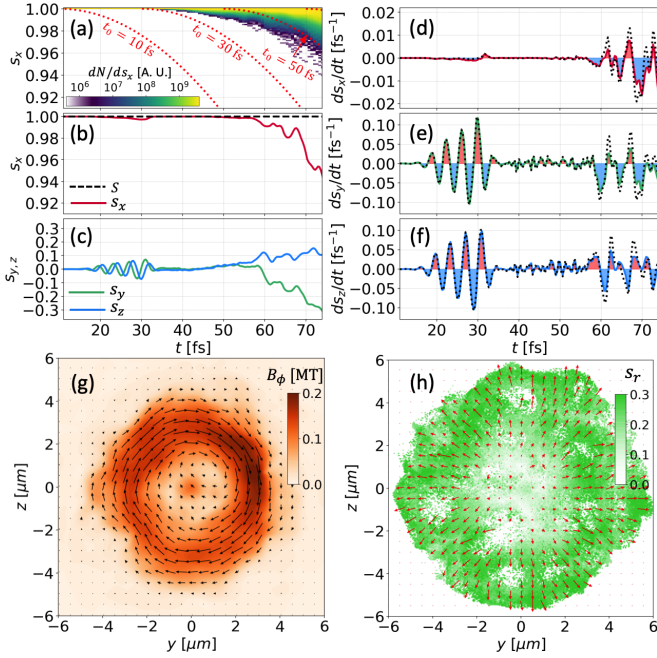 (a)
s_x
1.00
0.98
0.96
0.94
0.92
t_0 = 10 fs
t_0 = 30 fs
t_0 = 50 fs
dN/ds_x [A. U.]
10^6 10^7 10^8 10^9
(b)
s_x
1.00
0.98
0.96
0.94
0.92
S
s_x
(c)
s_{y, z}
0.3
0.2
0.1
0.0
−0.1
−0.2
−0.3
s_y
s_z
20 30 40 50 60 70
t [fs]
(d)
ds_x/dt [fs^{-1}]
0.02
0.01
0.00
−0.01
−0.02
(e)
ds_y/dt [fs^{-1}]
0.10
0.05
0.00
−0.05
−0.10
(f)
ds_z/dt [fs^{-1}]
0.10
0.05
0.00
−0.05
−0.10
20 30 40 50 60 70
t [fs]
(g)
B_ϕ [MT]
0.2
0.1
0.0
z [μm]
6
4
2
0
−2
−4
−6
−6 −4 −2 0 2 4 6
y [μm]
(h)
s_r
0.3
0.2
0.1
0.0
z [μm]
6
4
2
0
−2
−4
−6
−6 −4 −2 0 2 4 6
y [μm]